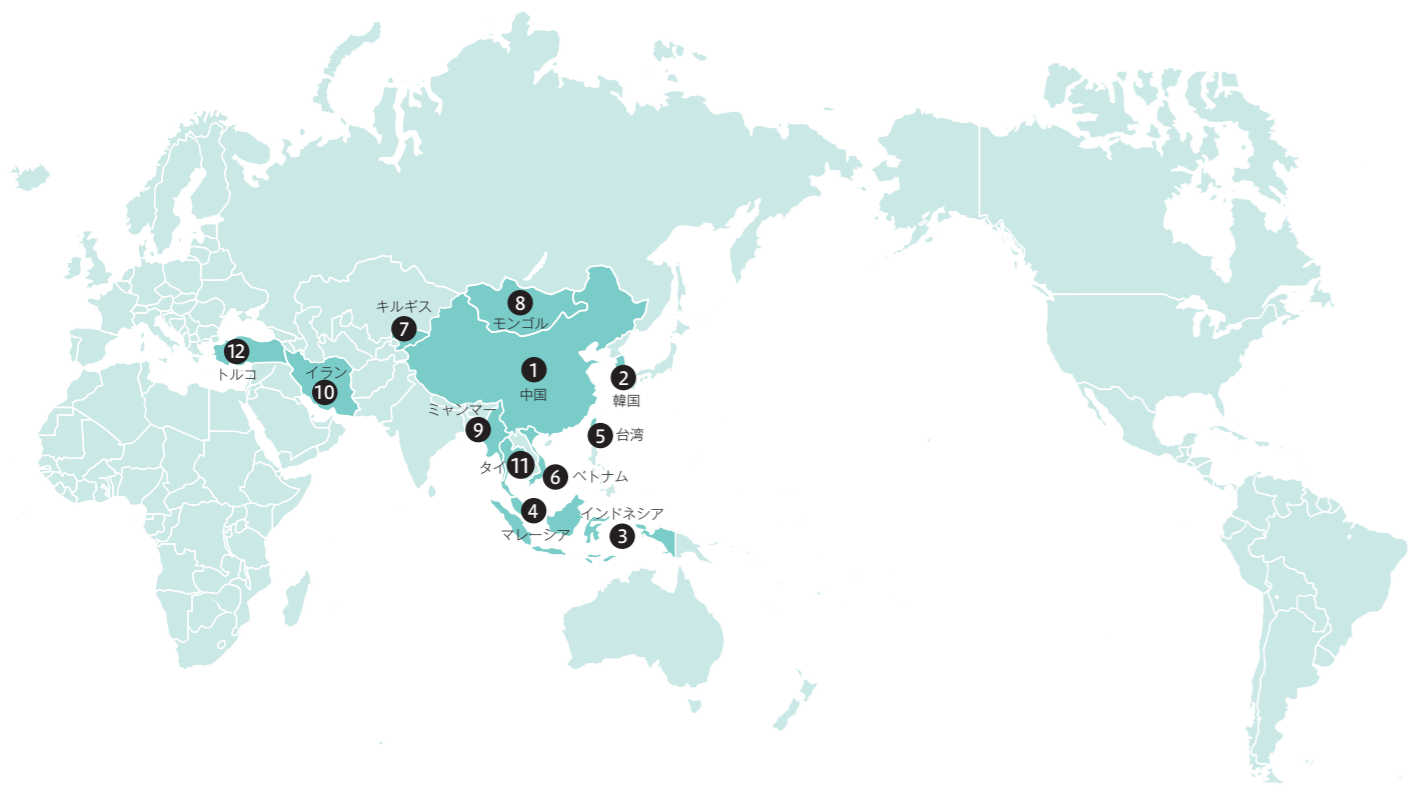 8
モンゴル
キルギス
7
12
トルコ
イラン
10
1
中国
2
韓国
ミャンマー
9
5 台湾
タイ 11
6 ベトナム
4
マレーシア
インドネシア
3